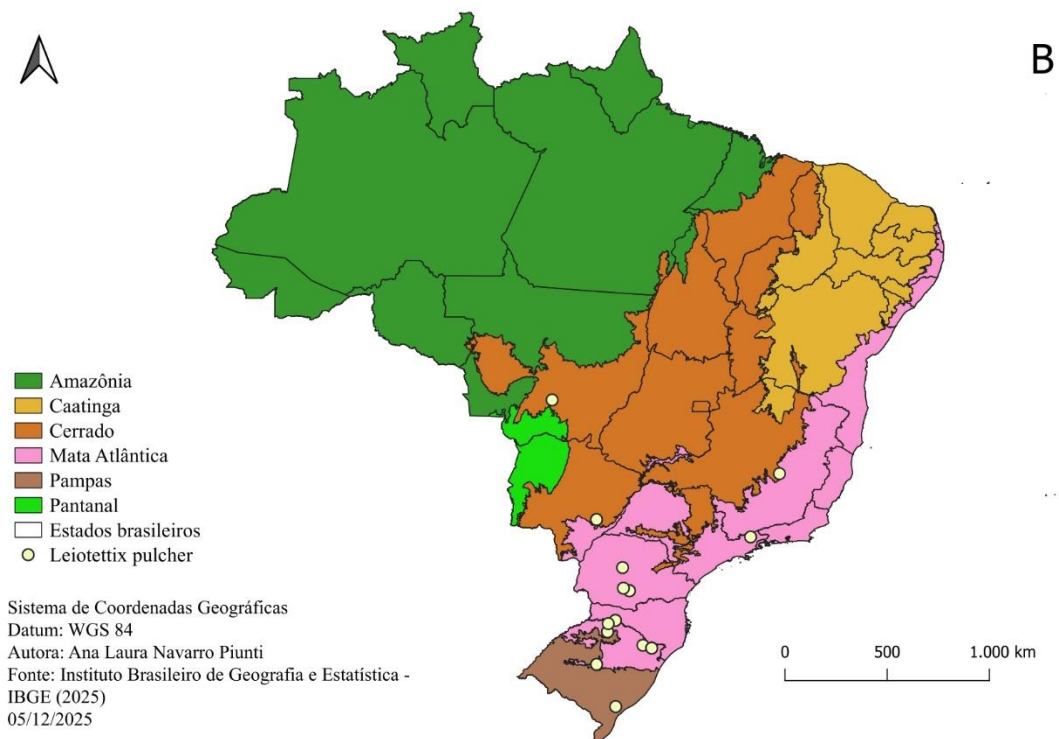 B
Amazônia
Caatinga
Cerrado
Mata Atlântica
Pampas
Pantanal
Estados brasileiros
Leiotettix pulcher
Sistema de Coordenadas Geográficas
Datum: WGS 84
Autora: Ana Laura Navarro Piunti
Fonte: Instituto Brasileiro de Geografia e Estatística -
IBGE (2025)
05/12/2025
0 500 1.000 km